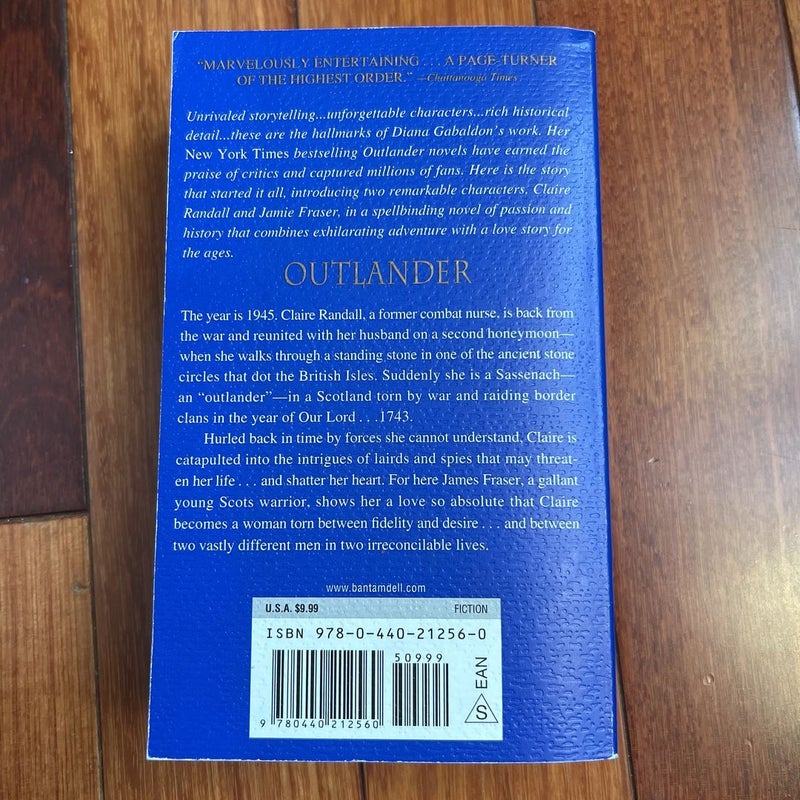 “MARVELOUSLY ENTERTAINING . . . A PAGE-TURNER
OF THE HIGHEST ORDER.” —Chattanooga Times
Unrivaled storytelling...unforgettable characters...rich historical
detail...these are the hallmarks of Diana Gabaldon’s work. Her
New York Times bestselling Outlander novels have earned the
praise of critics and captured millions of fans. Here is the story
that started it all, introducing two remarkable characters, Claire
Randall and Jamie Fraser, in a spellbinding novel of passion and
history that combines exhilarating adventure with a love story for
the ages.
OUTLANDER
The year is 1945. Claire Randall, a former combat nurse, is back from
the war and reunited with her husband on a second honeymoon—
when she walks through a standing stone in one of the ancient stone
circles that dot the British Isles. Suddenly she is a Sassenach—
an “outlander”—in a Scotland torn by war and raiding border
clans in the year of Our Lord . . .1743.
Hurled back in time by forces she cannot understand, Claire is
catapulted into the intrigues of lairds and spies that may threat-
en her life . . . and shatter her heart. For here James Fraser, a gallant
young Scots warrior, shows her a love so absolute that Claire
becomes a woman torn between fidelity and desire . . . and between
two vastly different men in two irreconcilable lives.
www.bantamdell.com
U.S.A. $9.99 FICTION
ISBN 978-0-440-21256-0
50999
EAN
S
9 780440 212560